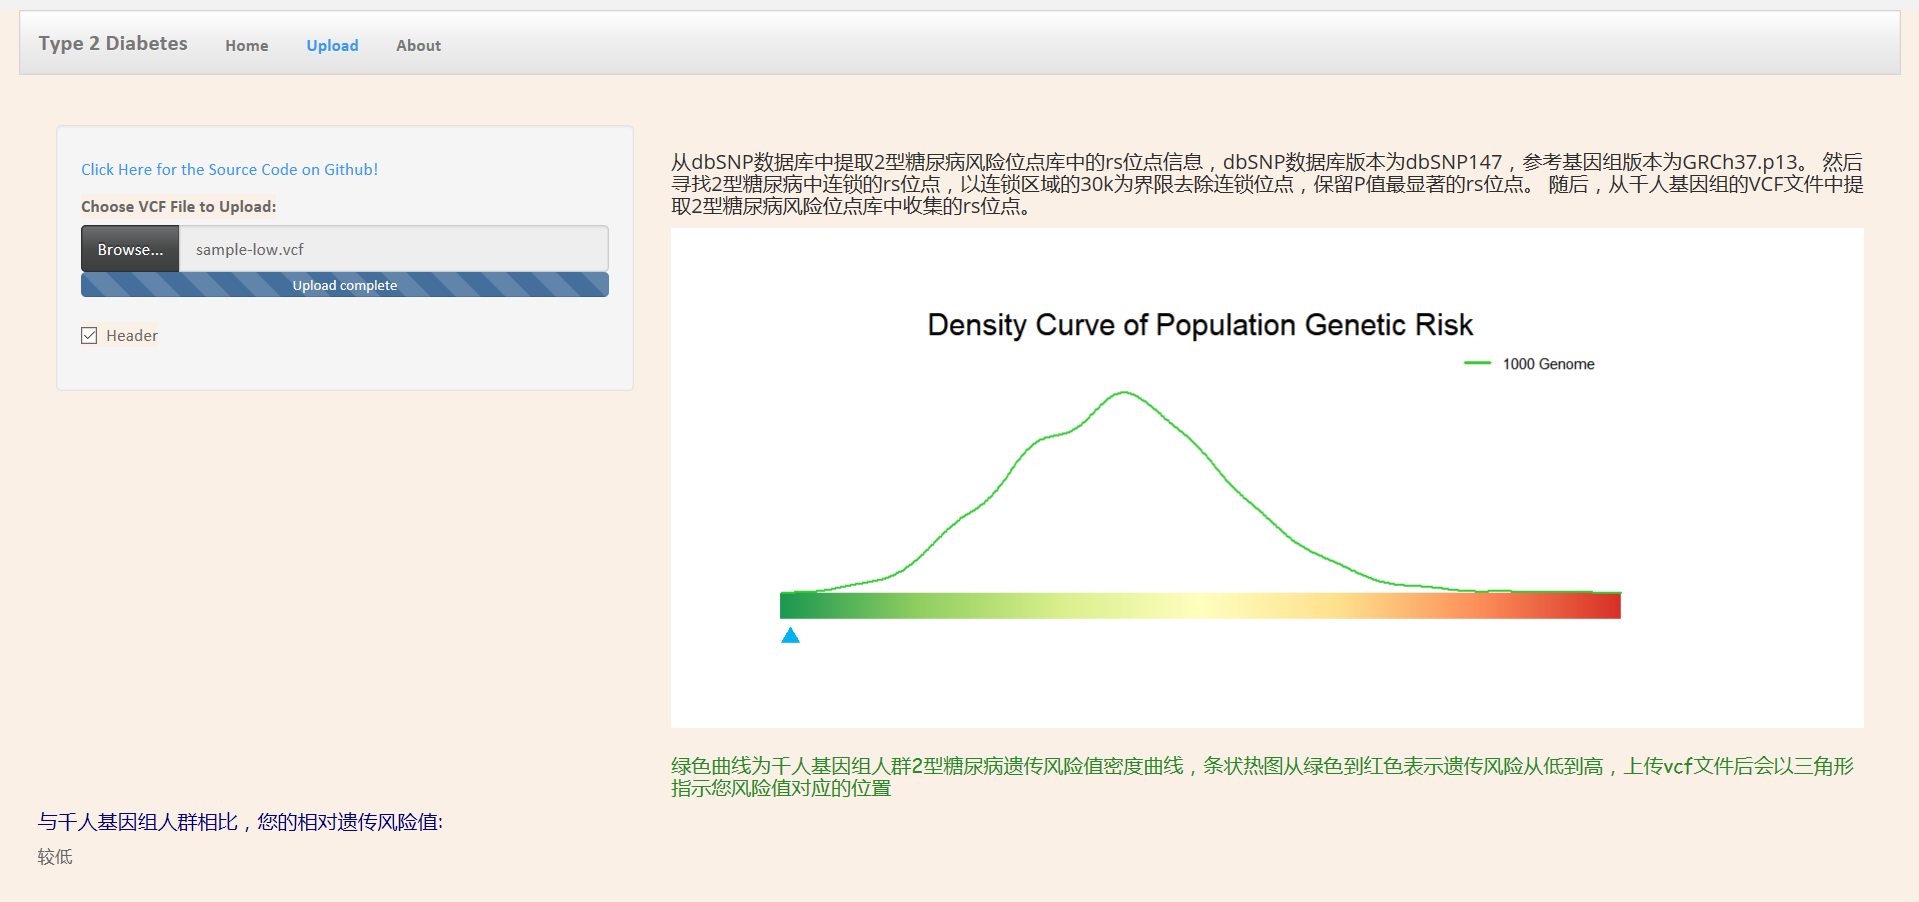 Type 2 Diabetes Home Upload About
Click Here for the Source Code on Github!
Choose VCF File to Upload:
Browse... sample-low.vcf
Upload complete
Header
从dbSNP数据库中提取2型糖尿病风险位点库中的rs位点信息，dbSNP数据库版本为dbSNP147，参考基因组版本为GRCh37.p13。 然后
寻找2型糖尿病中连锁的rs位点，以连锁区域的30k为界限去除连锁位点，保留P值最显著的rs位点。 随后，从千人基因组的VCF文件中提
取2型糖尿病风险位点库中收集的rs位点。
Density Curve of Population Genetic Risk
1000 Genome
绿色曲线为千人基因组人群2型糖尿病遗传风险值密度曲线，条状热图从绿色到红色表示遗传风险从低到高，上传vcf文件后会以三角形
指示您风险值对应的位置
与千人基因组人群相比，您的相对遗传风险值:
较低